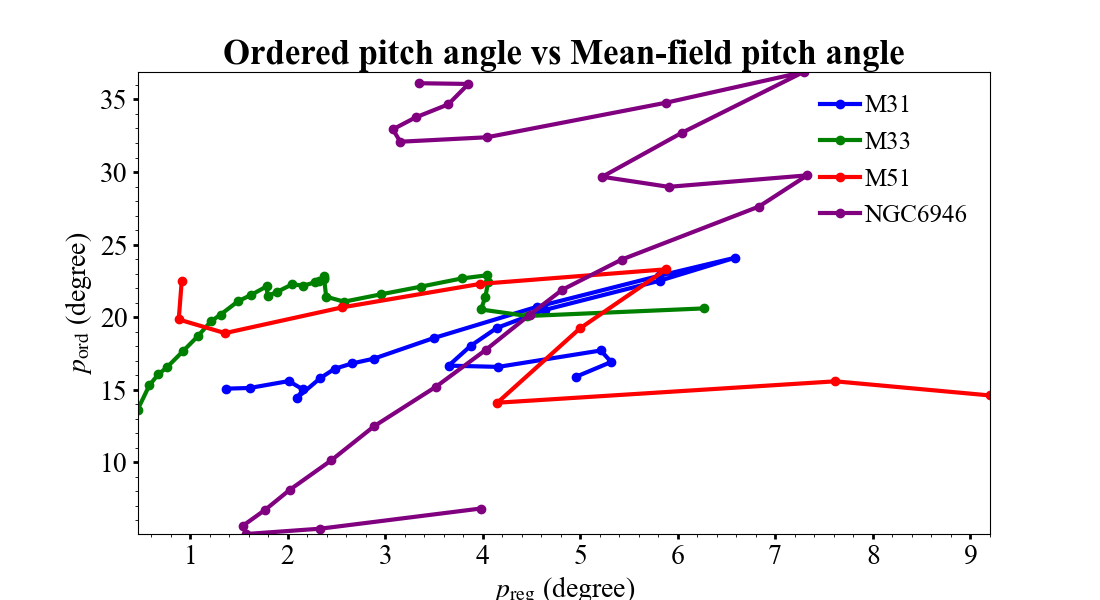 Ordered pitch angle vs Mean-field pitch angle
35
30
25
20
15
10
p_ord (degree)
M31
M33
M51
NGC6946
1 2 3 4 5 6 7 8 9
p_reg (degree)